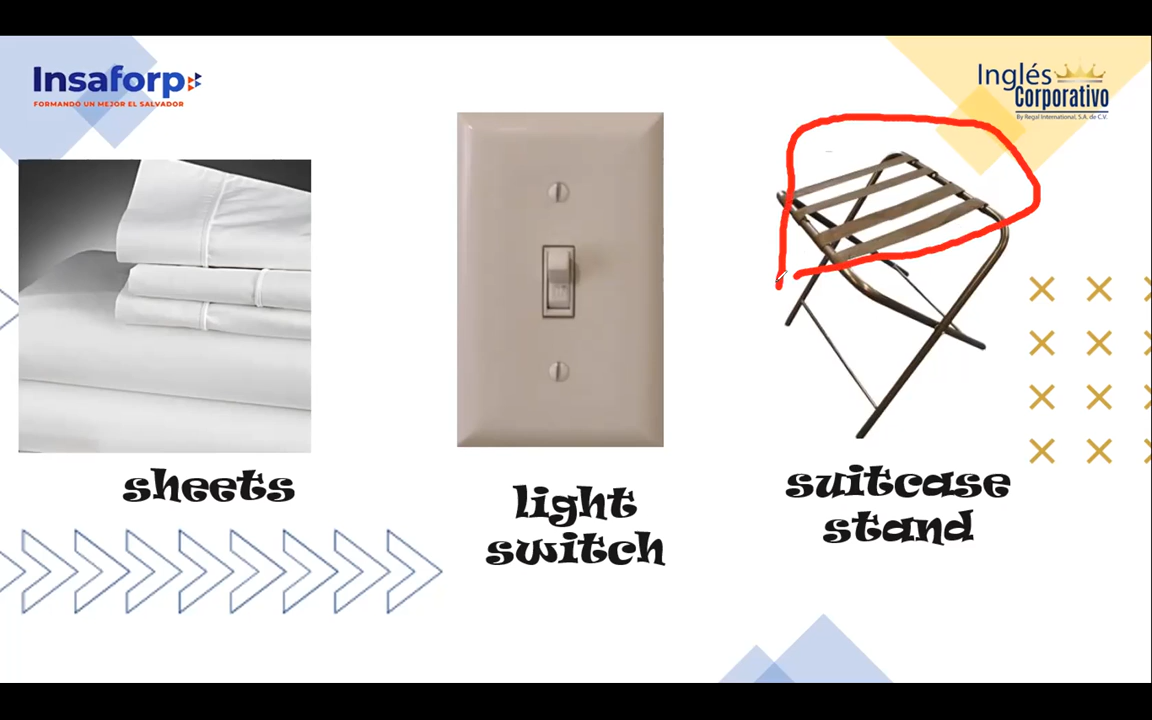 Insaforp
FORMANDO UN MEJOR EL SALVADOR
Inglés
Corporativo
By Regal International, S.A. de C.V.
sheets
light
switch
suitcase
stand